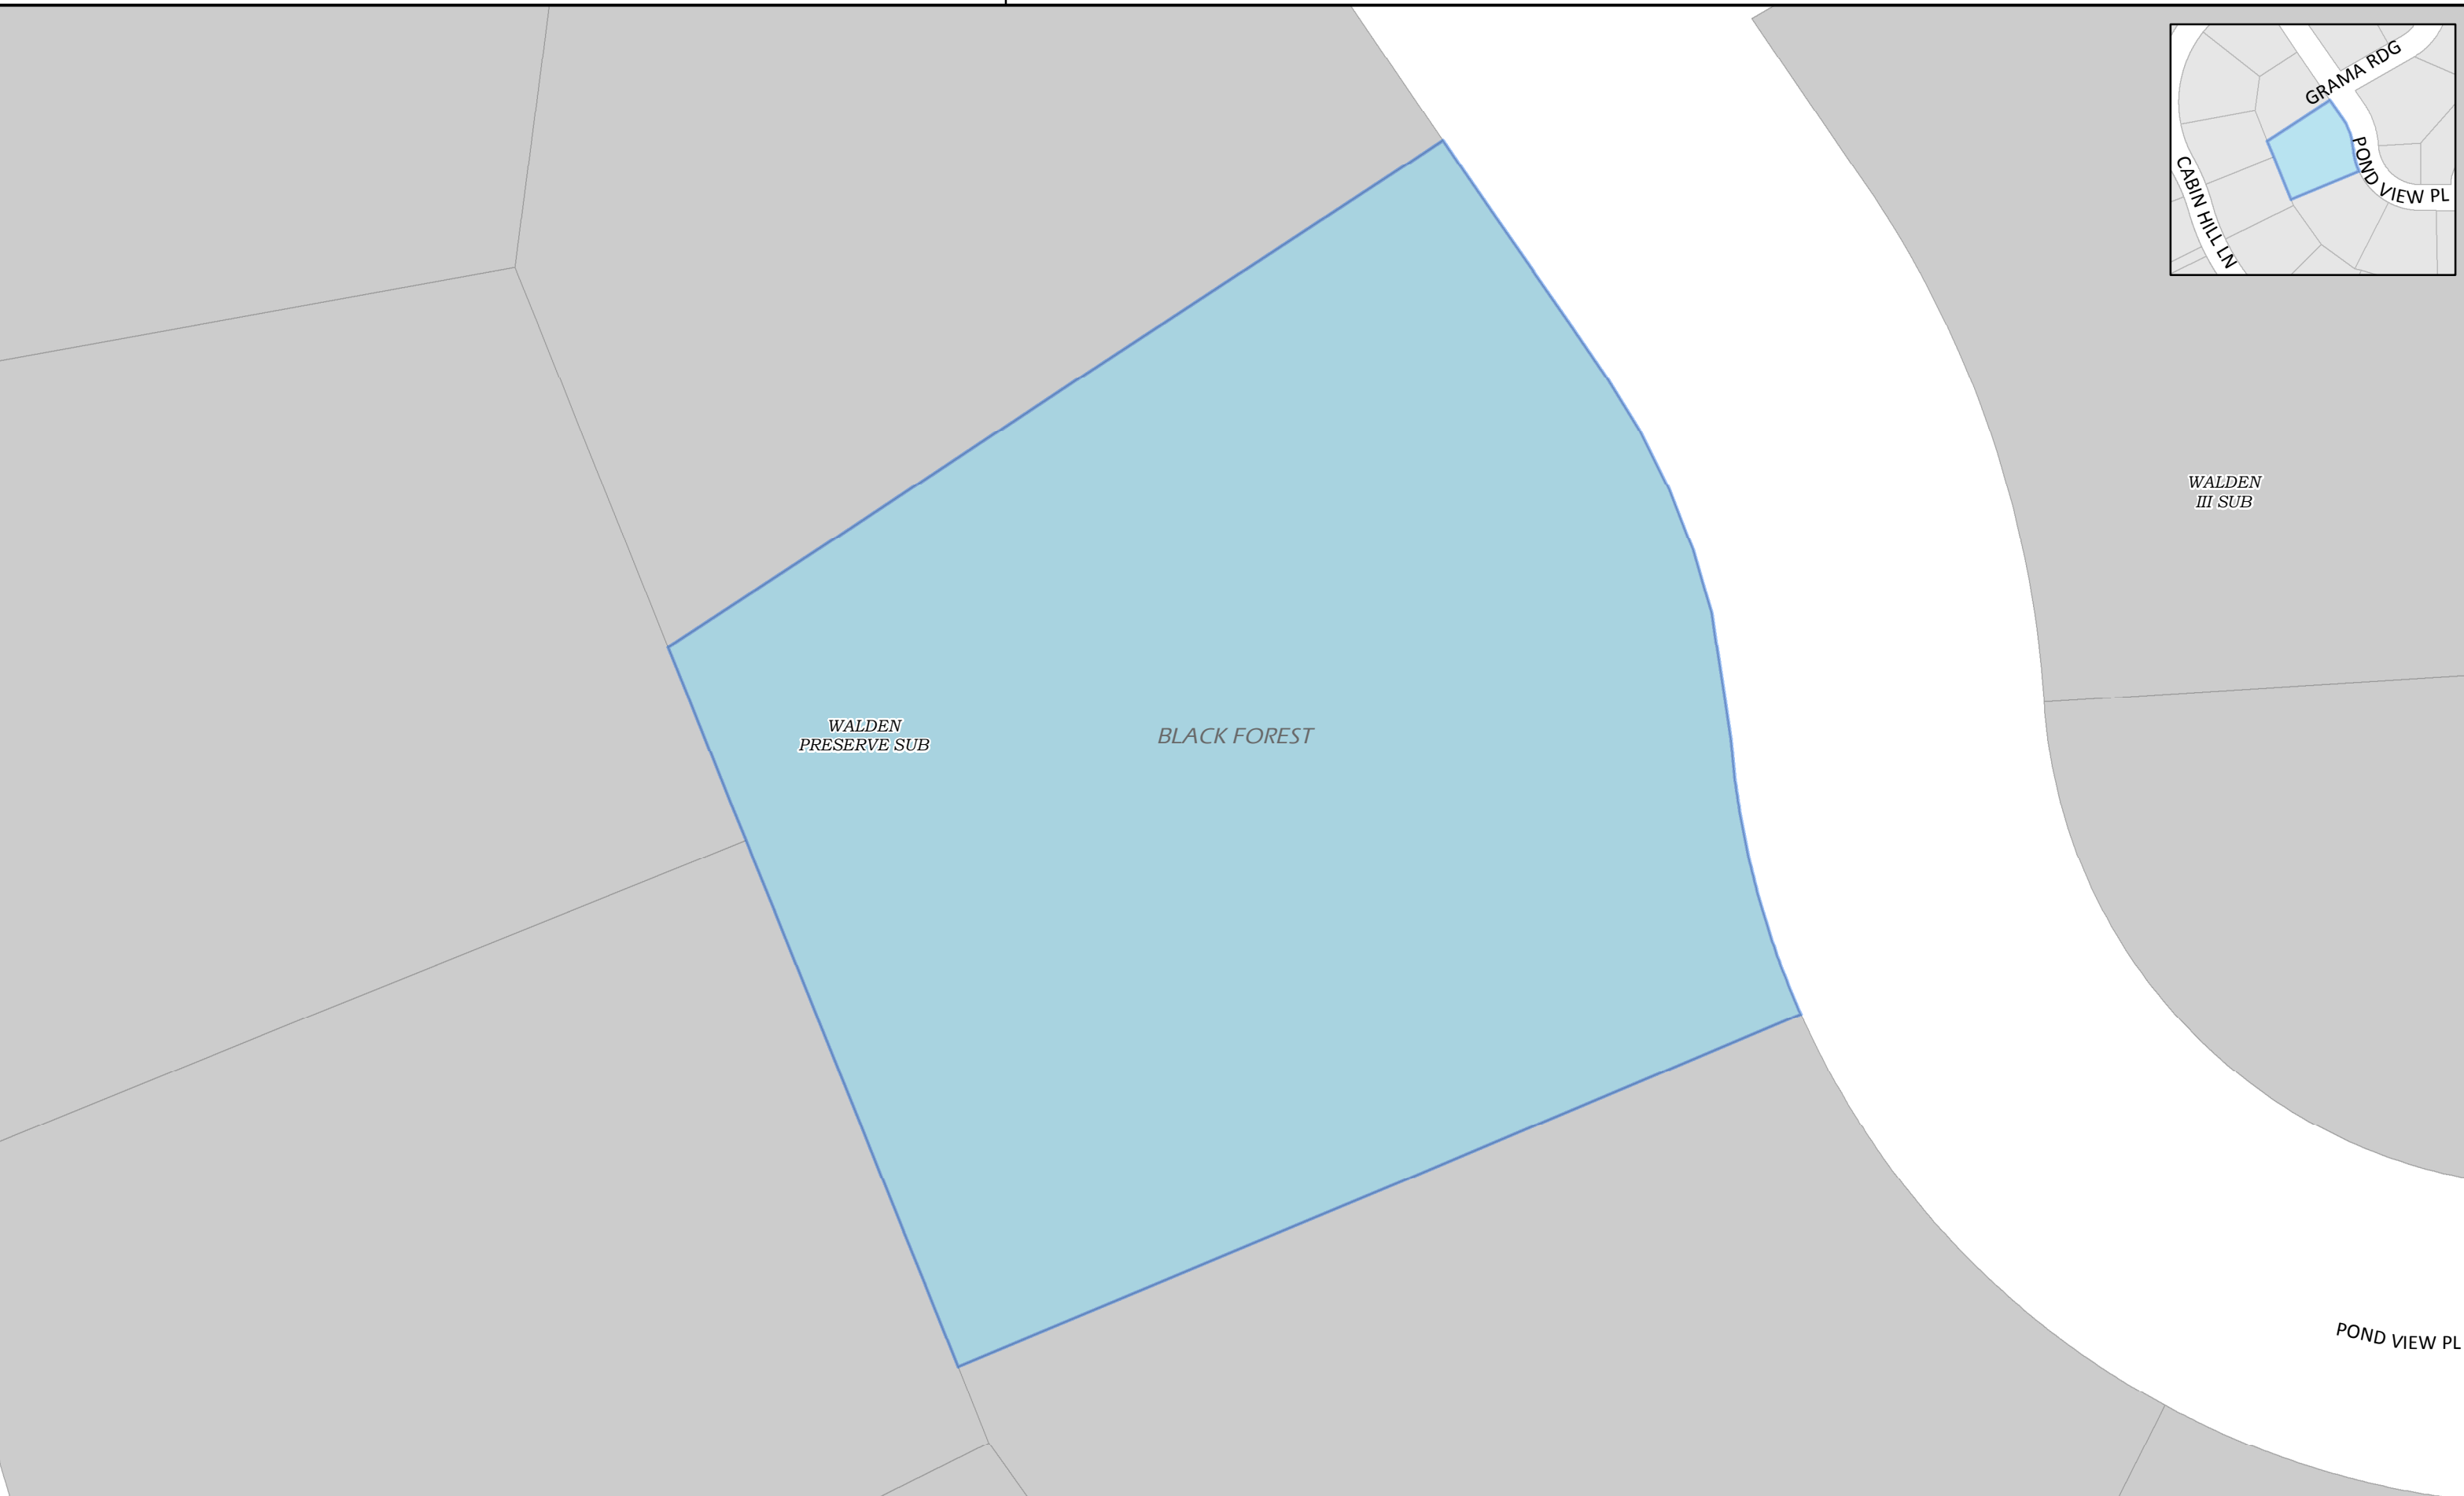 GRAMA RDG
POND VIEW PL
CABIN HILL LN
WALDEN
III SUB
WALDEN
PRESERVE SUB
BLACK FOREST
POND VIEW PL